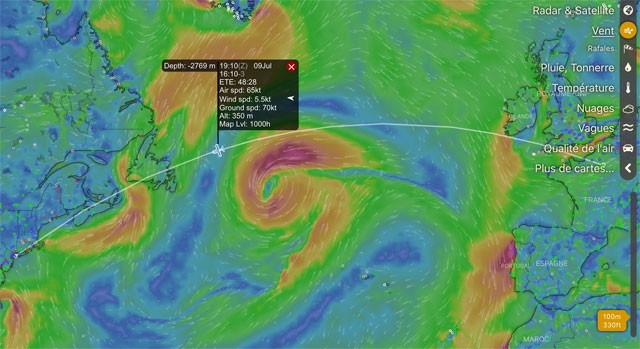 Radar & Satellite
Vent
Rafales
Pluie, Tonnerre
Température
Nuages
Vagues
Qualité de l'air
Plus de cartes...
Depth: -2769 m 19:10(Z) 09Jul
16:10-3
ETE: 48:28
Air spd: 65kt
Wind spd: 5.5kt
Ground spd: 70kt
Alt: 350 m
Map Lvl: 1000h
FRANCE
PORTUGAL ESPAGNE
MAROC
100m
330ft